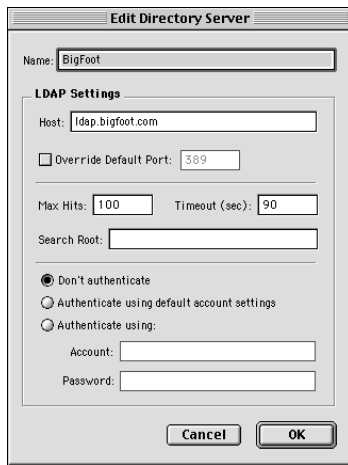 Edit Directory Server
Name: BigFoot
LDAP Settings
Host: ldap.bigfoot.com
Override Default Port: 389
Max Hits: 100 Timeout (sec): 90
Search Root:
Don't authenticate
Authenticate using default account settings
Authenticate using:
Account:
Password:
Cancel OK